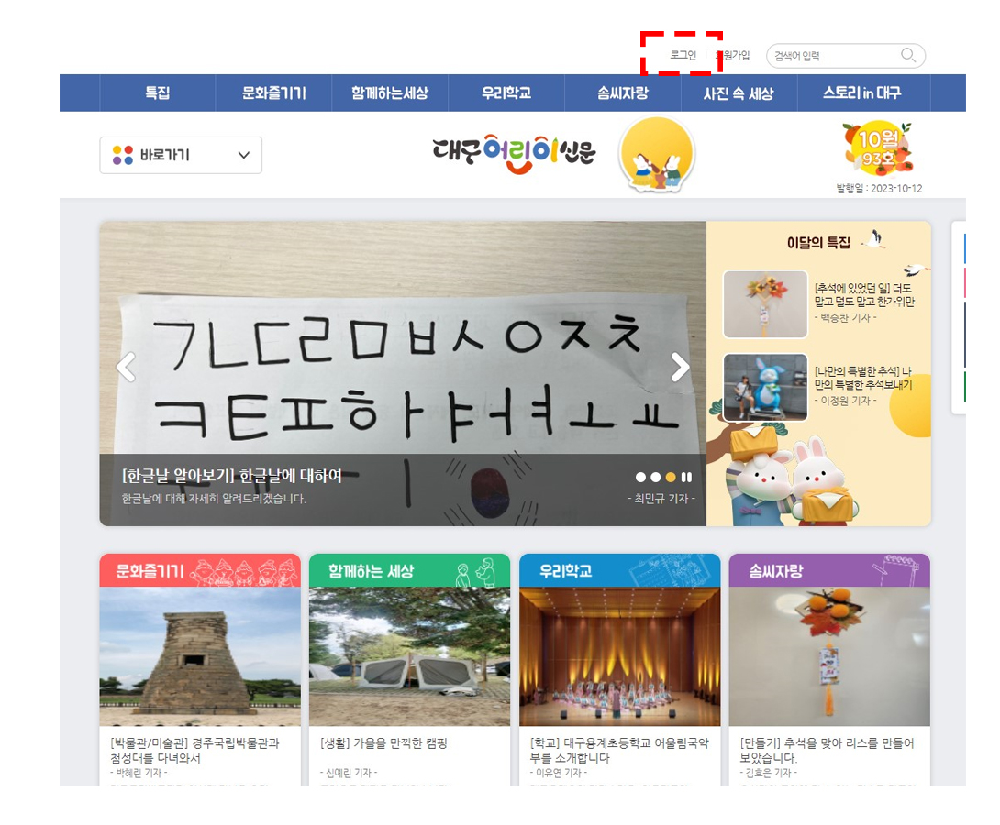 로그인
회원가입
검색어 입력
특집
문화즐기기
함께하는세상
우리학교
솜씨자랑
사진 속 세상
스토리 in 대구
바로가기
대구어린이신문
10월
93호
발행일 : 2023-10-12
ㄱㄴㄷㄹㅁㅂㅅㅇㅈㅊ
ㅋㅌㅍㅎㅏㅑㅓㅕㅗㅛ
[한글날 알아보기] 한글날에 대하여
한글날에 대해 자세히 알려드리겠습니다.
- 최민규 기자 -
이달의 특집
[추석에 있었던 일] 더도
말고 덜도 말고 한가위만
- 백승찬 기자 -
[나만의 특별한 추석] 나
만의 특별한 추석보내기
- 이정원 기자 -
문화즐기기
함께하는 세상
우리학교
솜씨자랑
[박물관/미술관] 경주국립박물관과
첨성대를 다녀와서
- 박혜린 기자 -
[생활] 가을을 만끽한 캠핑
- 심예린 기자 -
[학교] 대구용계초등학교 어울림국악
부를 소개합니다
- 이유연 기자 -
[만들기] 추석을 맞아 리스를 만들어
보았습니다.
- 김효은 기자 -